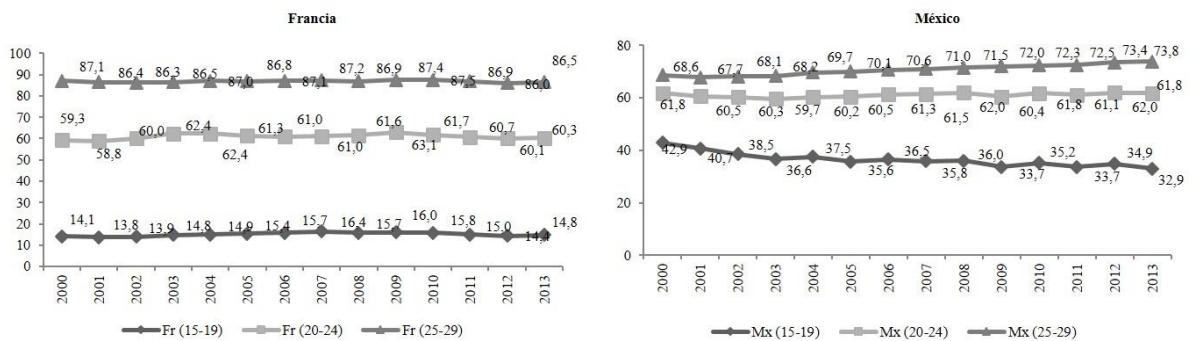 Francia
100
90
80
70
60
50
40
30
20
10
0
87,1 86,4 86,3 86,5 87,0 86,8 87,1 87,2 86,9 87,4 87,5 86,9 86,0 86,5
59,3 58,8 60,0 62,4 62,4 61,3 61,0 61,0 61,6 63,1 61,7 60,7 60,1 60,3
14,1 13,8 13,9 14,8 14,9 15,4 15,7 16,4 15,7 16,0 15,8 15,0 14,4 14,8
2000 2001 2002 2003 2004 2005 2006 2007 2008 2009 2010 2011 2012 2013
Fr (15-19) Fr (20-24) Fr (25-29)
México
80
60
40
20
0
68,6 67,7 68,1 68,2 69,7 70,1 70,6 71,0 71,5 72,0 72,3 72,5 73,4 73,8
61,8 60,5 60,3 59,7 60,2 60,5 61,3 61,5 62,0 60,4 61,8 61,1 62,0 61,8
42,9 40,7 38,5 36,6 37,5 35,6 36,5 35,8 36,0 33,7 35,2 33,7 34,9 32,9
2000 2001 2002 2003 2004 2005 2006 2007 2008 2009 2010 2011 2012 2013
Mx (15-19) Mx (20-24) Mx (25-29)